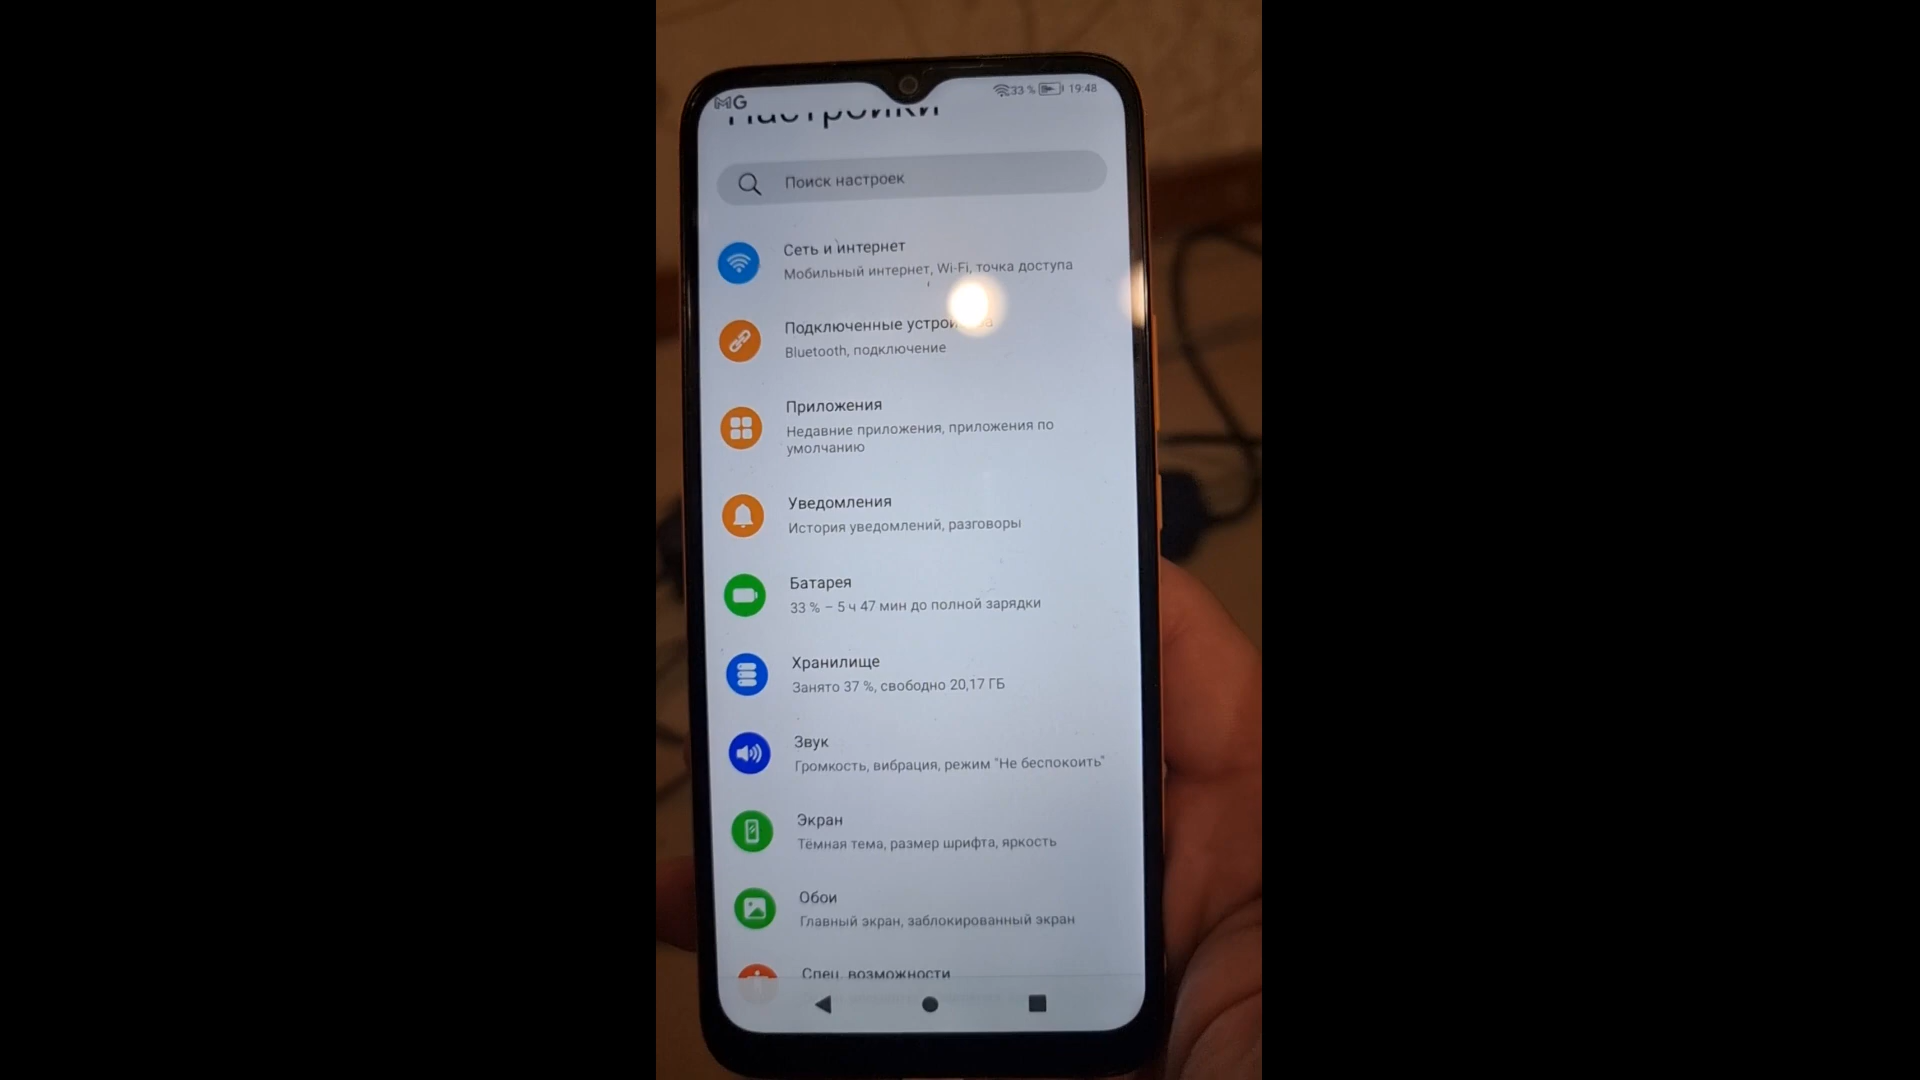 33 % 19:48
Настройки
Поиск настроек
Сеть и интернет
Мобильный интернет, Wi-Fi, точка доступа
Подключенные устройства
Bluetooth, подключение
Приложения
Недавние приложения, приложения по
умолчанию
Уведомления
История уведомлений, разговоры
Батарея
33 % – 5 ч 47 мин до полной зарядки
Хранилище
Занято 37 %, свободно 20,17 ГБ
Звук
Громкость, вибрация, режим "Не беспокоить"
Экран
Тёмная тема, размер шрифта, яркость
Обои
Главный экран, заблокированный экран
Спец. возможности